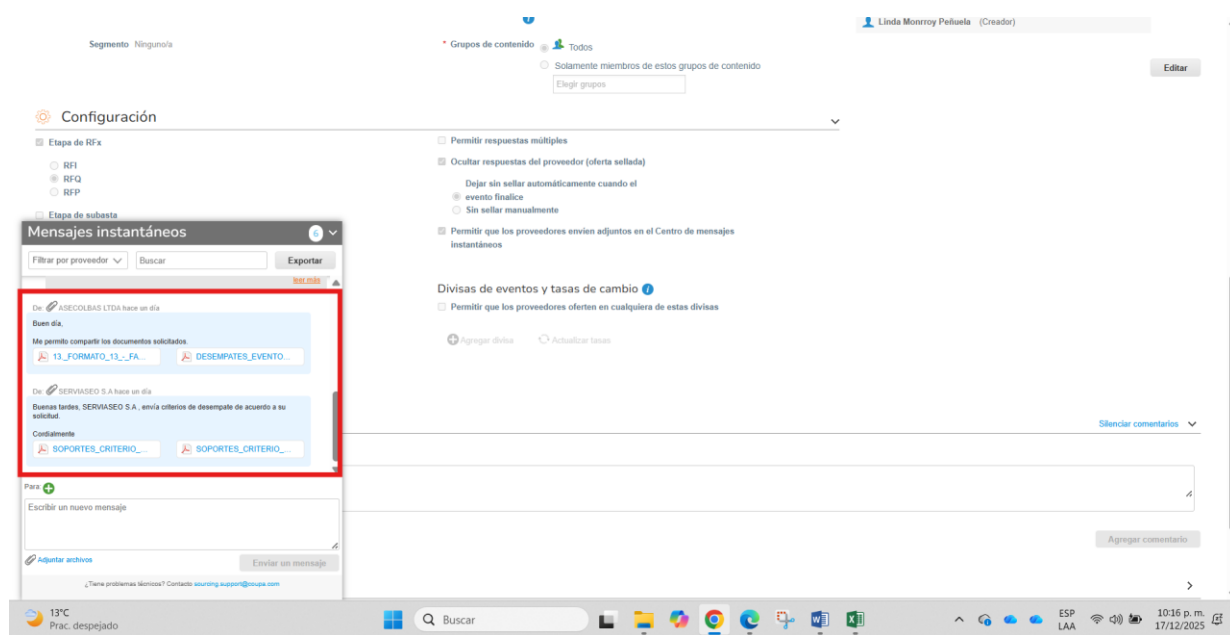 Linda Monrroy Peñuela (Creador)
Segmento Ninguno/a
* Grupos de contenido
Todos
Solamente miembros de estos grupos de contenido
Elegir grupos
Editar
Configuración
Etapa de RFx
RFI
RFQ
RFP
Etapa de subasta
Permitir respuestas múltiples
Ocultar respuestas del proveedor (oferta sellada)
Dejar sin sellar automáticamente cuando el
evento finalice
Sin sellar manualmente
Permitir que los proveedores envíen adjuntos en el Centro de mensajes
instantáneos
Divisas de eventos y tasas de cambio
Permitir que los proveedores oferten en cualquiera de estas divisas
Agregar divisa
Actualizar tasas
Mensajes instantáneos
6
Filtrar por proveedor
Buscar
Exportar
leer más
De: ASECOLBAS LTDA hace un día
Buen día,
Me permito compartir los documentos solicitados.
13._FORMATO_13_-_FA...
DESEMPATES_EVENTO...
De: SERVIASEO S.A hace un día
Buenas tardes, SERVIASEO S.A , envía criterios de desempate de acuerdo a su
solicitud.
Cordialmente
SOPORTES_CRITERIO_...
SOPORTES_CRITERIO_...
Para:
Escribir un nuevo mensaje
Adjuntar archivos
Enviar un mensaje
¿Tiene problemas técnicos? Contacto sourcing.support@coupa.com
Silenciar comentarios
Agregar comentario
13°C
Prac. despejado
Buscar
ESP
LAA
10:16 p. m.
17/12/2025